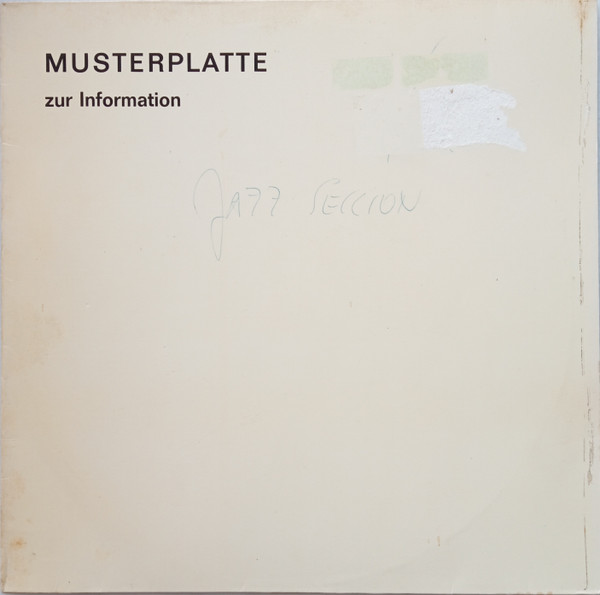 MUSTERPLATTE
zur Information
JAZZ SECCION